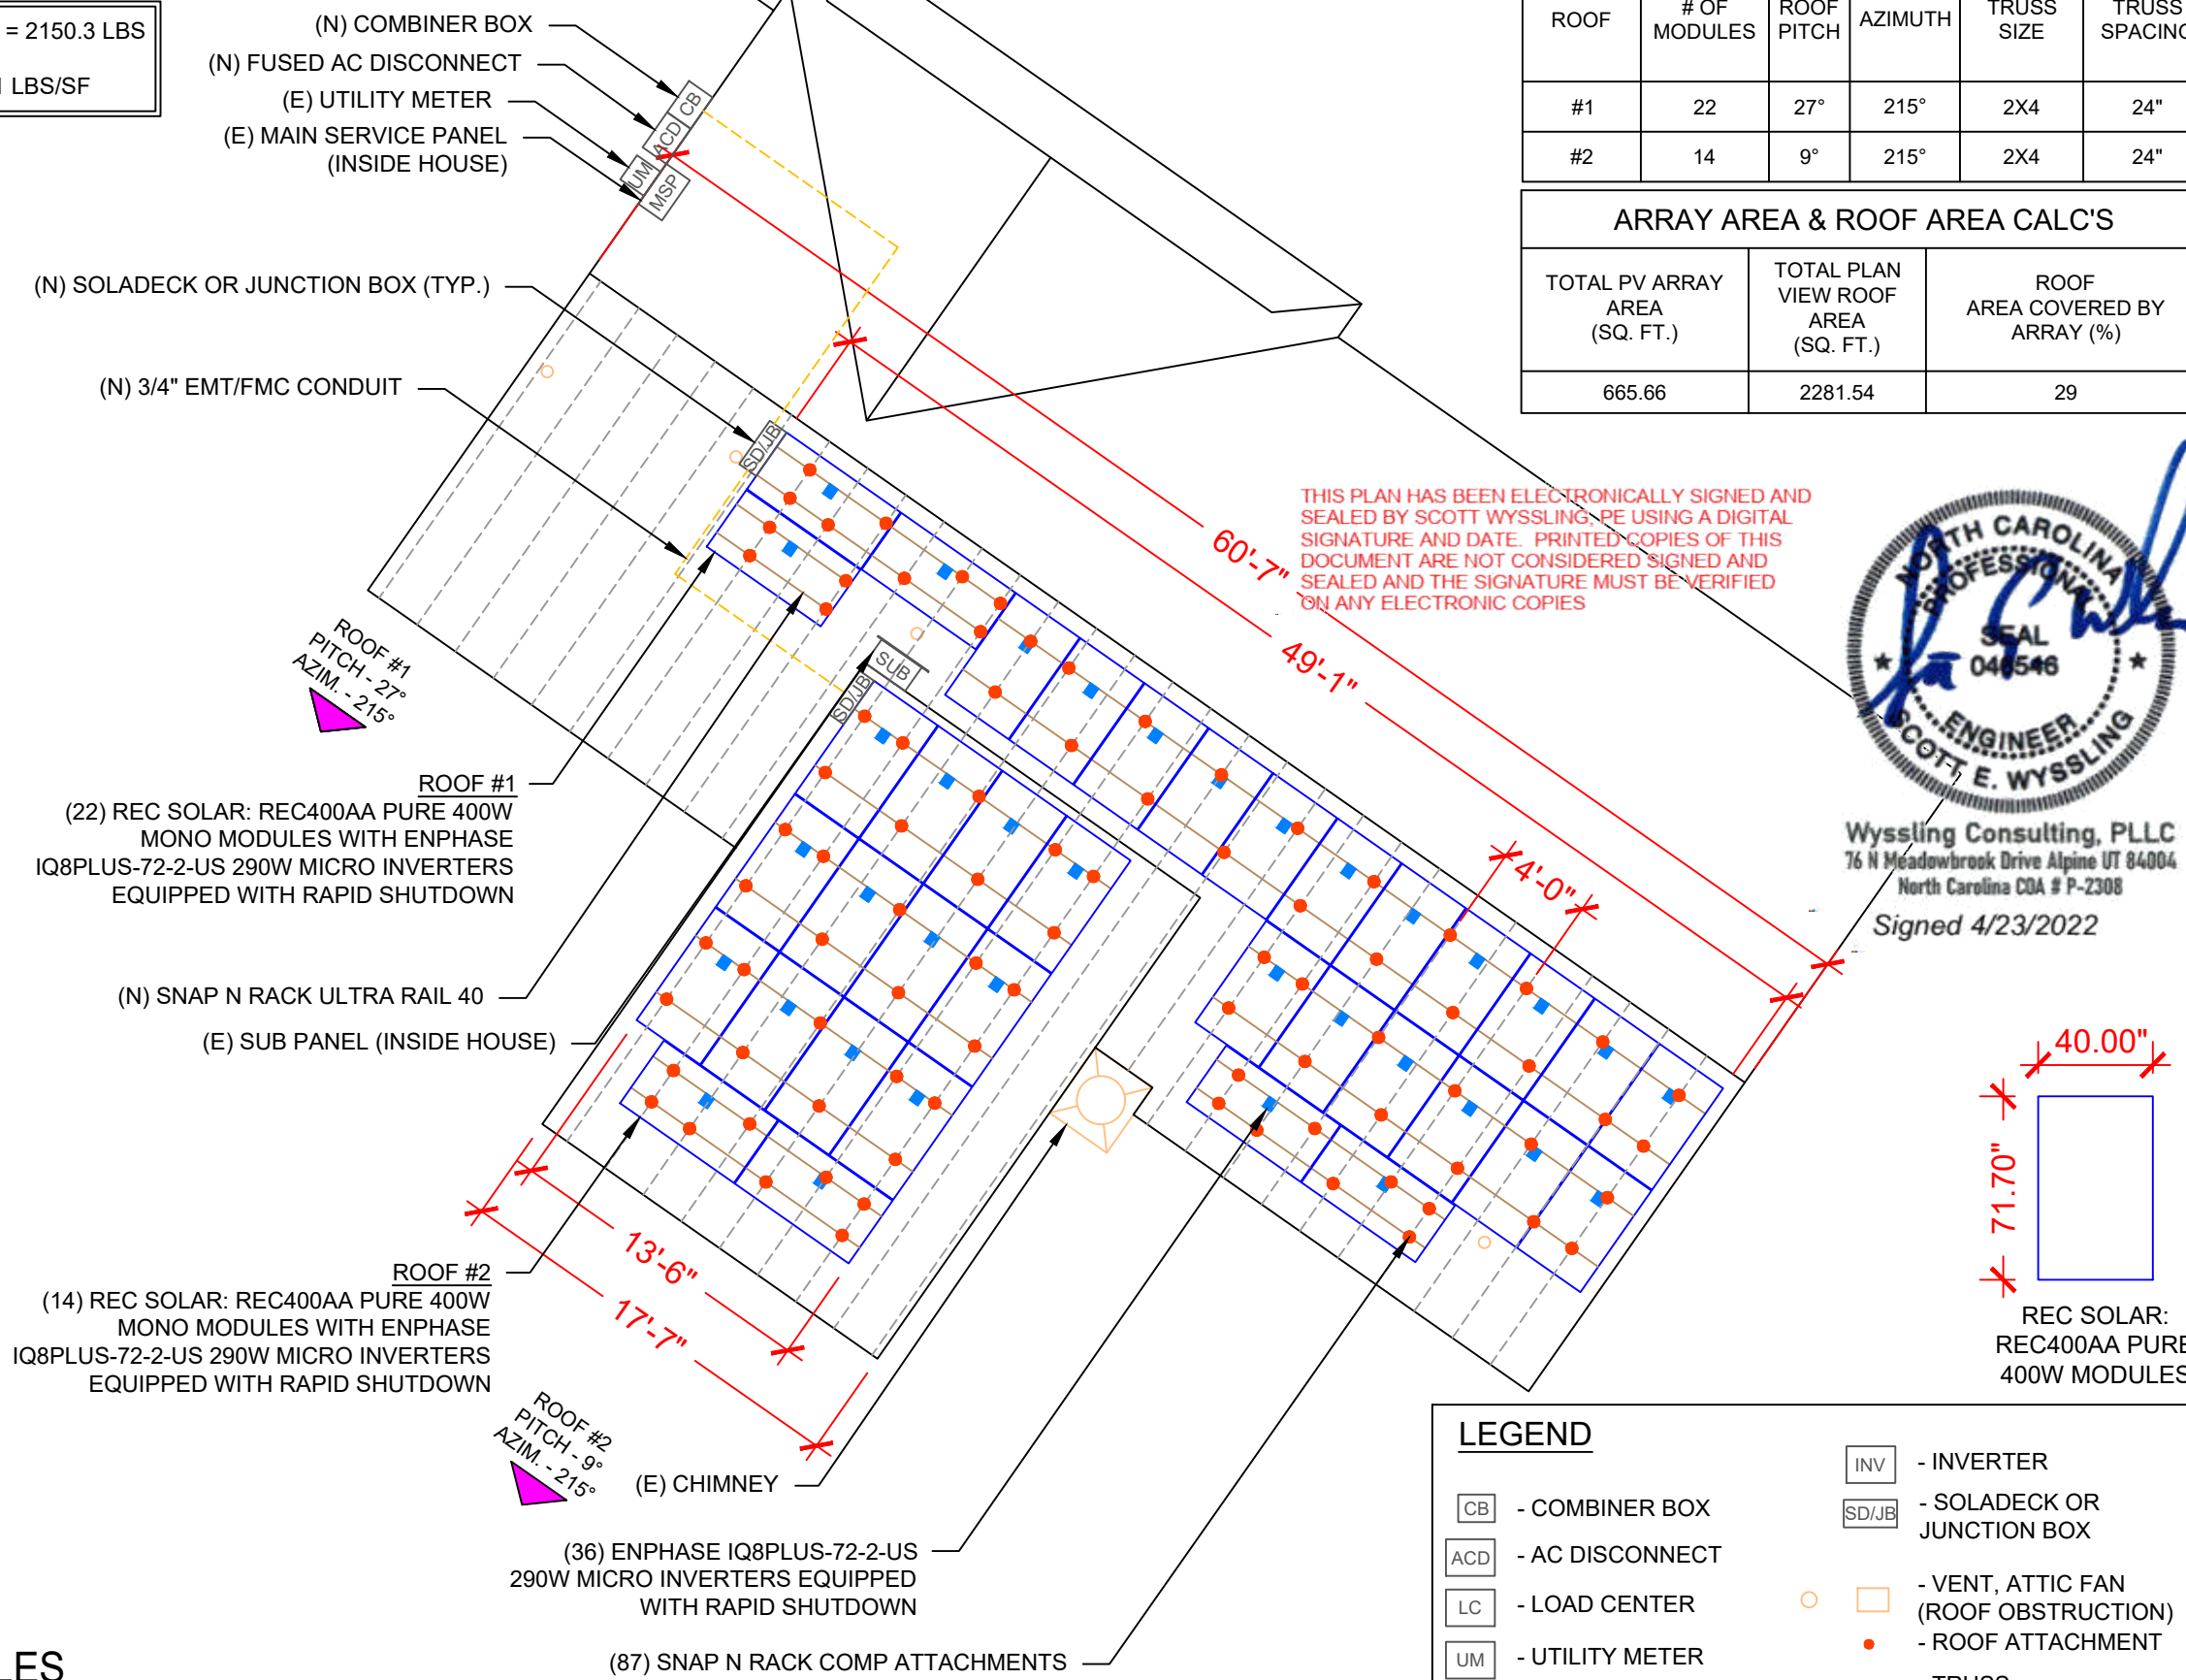 = 2150.3 LBS
LBS/SF
(N) COMBINER BOX
(N) FUSED AC DISCONNECT
(E) UTILITY METER
(E) MAIN SERVICE PANEL
(INSIDE HOUSE)
CB
ACD
UM
MSP
(N) SOLADECK OR JUNCTION BOX (TYP.)
(N) 3/4" EMT/FMC CONDUIT
SD/JB
ROOF
# OF
MODULES
ROOF
PITCH
AZIMUTH
TRUSS
SIZE
TRUSS
SPACING
#1 22 27° 215° 2X4 24"
#2 14 9° 215° 2X4 24"
ARRAY AREA & ROOF AREA CALC'S
TOTAL PV ARRAY
AREA
(SQ. FT.)
TOTAL PLAN
VIEW ROOF
AREA
(SQ. FT.)
ROOF
AREA COVERED BY
ARRAY (%)
665.66 2281.54 29
THIS PLAN HAS BEEN ELECTRONICALLY SIGNED AND
SEALED BY SCOTT WYSSLING, PE USING A DIGITAL
SIGNATURE AND DATE. PRINTED COPIES OF THIS
DOCUMENT ARE NOT CONSIDERED SIGNED AND
SEALED AND THE SIGNATURE MUST BE VERIFIED
ON ANY ELECTRONIC COPIES
NORTH CAROLINA
PROFESSIONAL
SEAL
046546
ENGINEER
SCOTT E. WYSSLING
Wyssling Consulting, PLLC
76 N Meadowbrook Drive Alpine UT 84004
North Carolina COA # P-2308
Signed 4/23/2022
60'-7"
49'-1"
4'-0"
SUB
SD/JB
ROOF #1
PITCH - 27°
AZIM. - 215°
ROOF #1
(22) REC SOLAR: REC400AA PURE 400W
MONO MODULES WITH ENPHASE
IQ8PLUS-72-2-US 290W MICRO INVERTERS
EQUIPPED WITH RAPID SHUTDOWN
(N) SNAP N RACK ULTRA RAIL 40
(E) SUB PANEL (INSIDE HOUSE)
13'-6"
17'-7"
ROOF #2
(14) REC SOLAR: REC400AA PURE 400W
MONO MODULES WITH ENPHASE
IQ8PLUS-72-2-US 290W MICRO INVERTERS
EQUIPPED WITH RAPID SHUTDOWN
ROOF #2
PITCH - 9°
AZIM. - 215°
(E) CHIMNEY
(36) ENPHASE IQ8PLUS-72-2-US
290W MICRO INVERTERS EQUIPPED
WITH RAPID SHUTDOWN
(87) SNAP N RACK COMP ATTACHMENTS
40.00"
71.70"
REC SOLAR:
REC400AA PURE
400W MODULES
LEGEND
CB - COMBINER BOX
ACD - AC DISCONNECT
LC - LOAD CENTER
UM - UTILITY METER
INV - INVERTER
SD/JB - SOLADECK OR
JUNCTION BOX
- VENT, ATTIC FAN
(ROOF OBSTRUCTION)
- ROOF ATTACHMENT
- TRUSS
LES